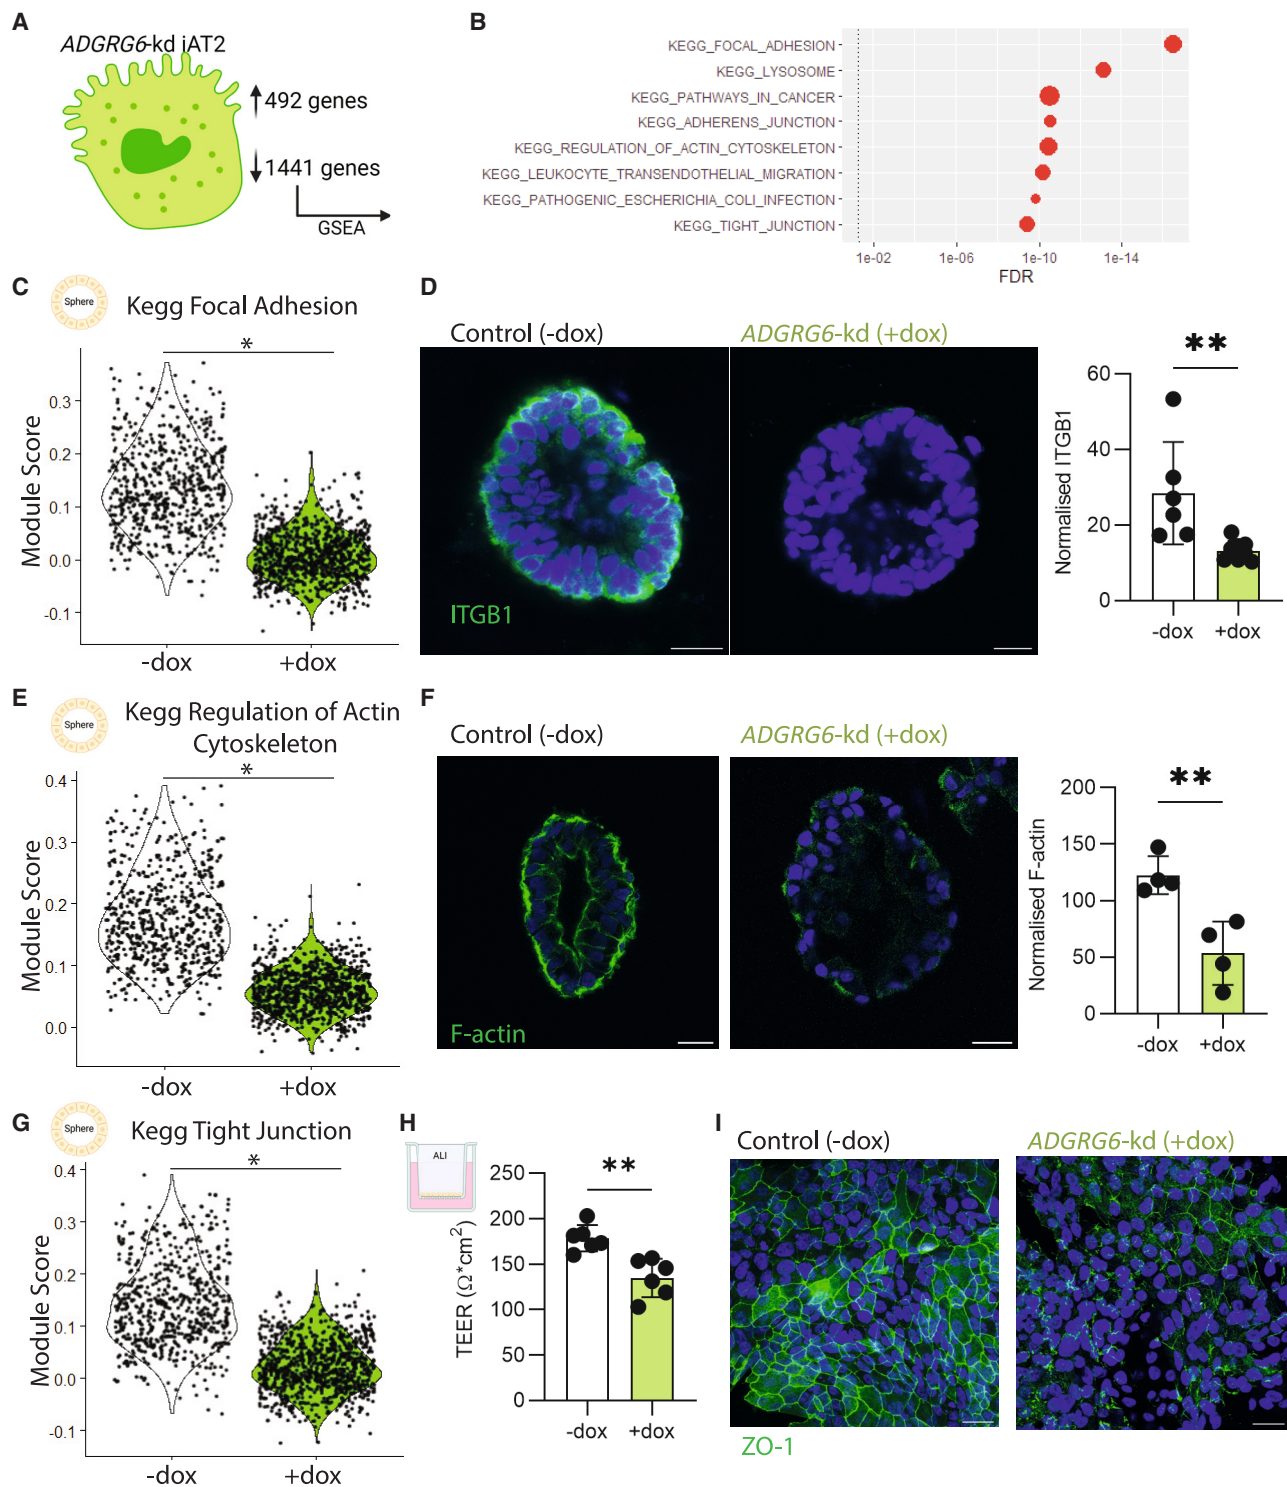 A
ADGRG6-kd iAT2
492 genes
1441 genes
GSEA
B
KEGG_FOCAL_ADHESION
KEGG_LYSOSOME
KEGG_PATHWAYS_IN_CANCER
KEGG_ADHERENS_JUNCTION
KEGG_REGULATION_OF_ACTIN_CYTOSKELETON
KEGG_LEUKOCYTE_TRANSENDOTHELIAL_MIGRATION
KEGG_PATHOGENIC_ESCHERICHIA_COLI_INFECTION
KEGG_TIGHT_JUNCTION
1e-02 1e-06 1e-10 1e-14
FDR
C
Sphere
Kegg Focal Adhesion
*
Module Score
0.3
0.2
0.1
0.0
-0.1
-dox +dox
D
Control (-dox)
ADGRG6-kd (+dox)
ITGB1
**
Normalised ITGB1
60
40
20
0
-dox +dox
E
Sphere
Kegg Regulation of Actin
Cytoskeleton
*
Module Score
0.4
0.3
0.2
0.1
0.0
-dox +dox
F
Control (-dox)
ADGRG6-kd (+dox)
F-actin
**
Normalised F-actin
200
150
100
50
0
-dox +dox
G
Sphere
Kegg Tight Junction
*
Module Score
0.4
0.3
0.2
0.1
0.0
-0.1
-dox +dox
H
ALI
**
TEER (Ω*cm²)
250
200
150
100
50
0
-dox +dox
I
Control (-dox)
ADGRG6-kd (+dox)
ZO-1